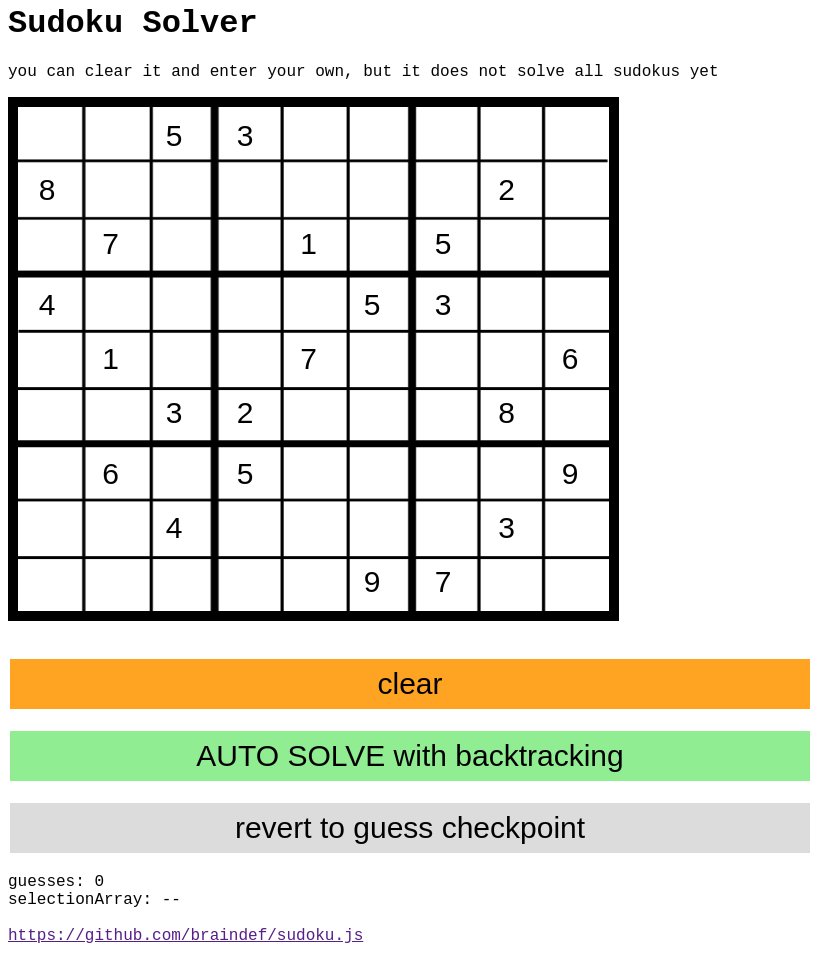 Sudoku Solver
you can clear it and enter your own, but it does not solve all sudokus yet
5 3
8 2
7 1 5
4 5 3
1 7 6
3 2 8
6 5 9
4 3
9 7
clear
AUTO SOLVE with backtracking
revert to guess checkpoint
guesses: 0
selectionArray: --
https://github.com/braindef/sudoku.js